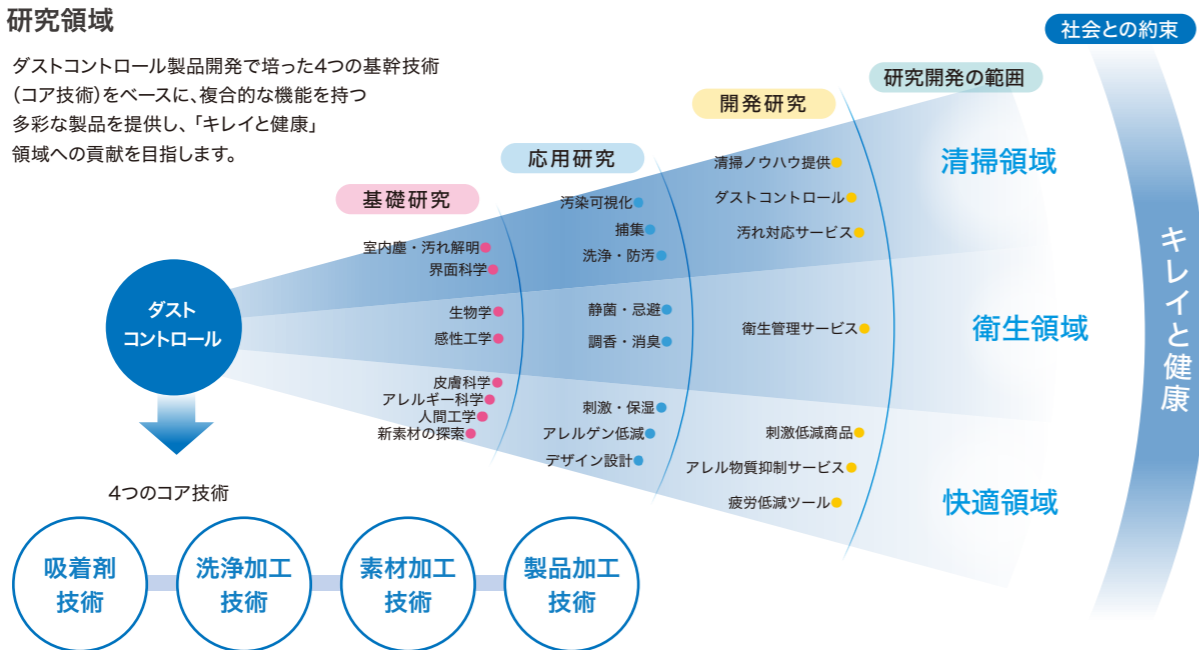 研究領域
ダストコントロール製品開発で培った4つの基幹技術
（コア技術）をベースに、複合的な機能を持つ
多彩な製品を提供し、「キレイと健康」
領域への貢献を目指します。
社会との約束
研究開発の範囲
開発研究
応用研究
基礎研究
ダスト
コントロール
室内塵・汚れ解明
界面科学
生物学
感性工学
皮膚科学
アレルギー科学
人間工学
新素材の探索
汚染可視化
捕集
洗浄・防汚
静菌・忌避
調香・消臭
刺激・保湿
アレルゲン低減
デザイン設計
清掃ノウハウ提供
ダストコントロール
汚れ対応サービス
衛生管理サービス
刺激低減商品
アレル物質抑制サービス
疲労低減ツール
清掃領域
衛生領域
快適領域
キレイと健康
4つのコア技術
吸着剤
技術
洗浄加工
技術
素材加工
技術
製品加工
技術